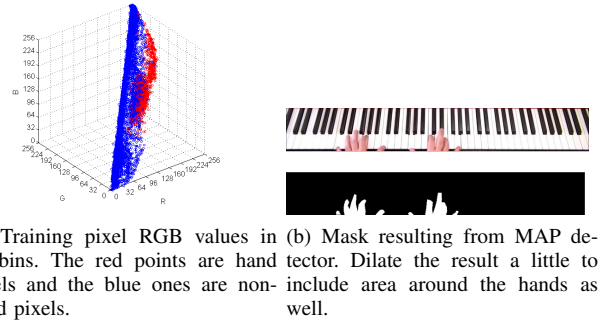 256
224
192
160
128
96
64
32
0
B
256
224
192
160
128
96
64
32
0
G
0
32
64
96
128
160
192
224
256
R
Training pixel RGB values in
bins. The red points are hand
els and the blue ones are non-
d pixels.
(b) Mask resulting from MAP de-
tector. Dilate the result a little to
include area around the hands as
well.